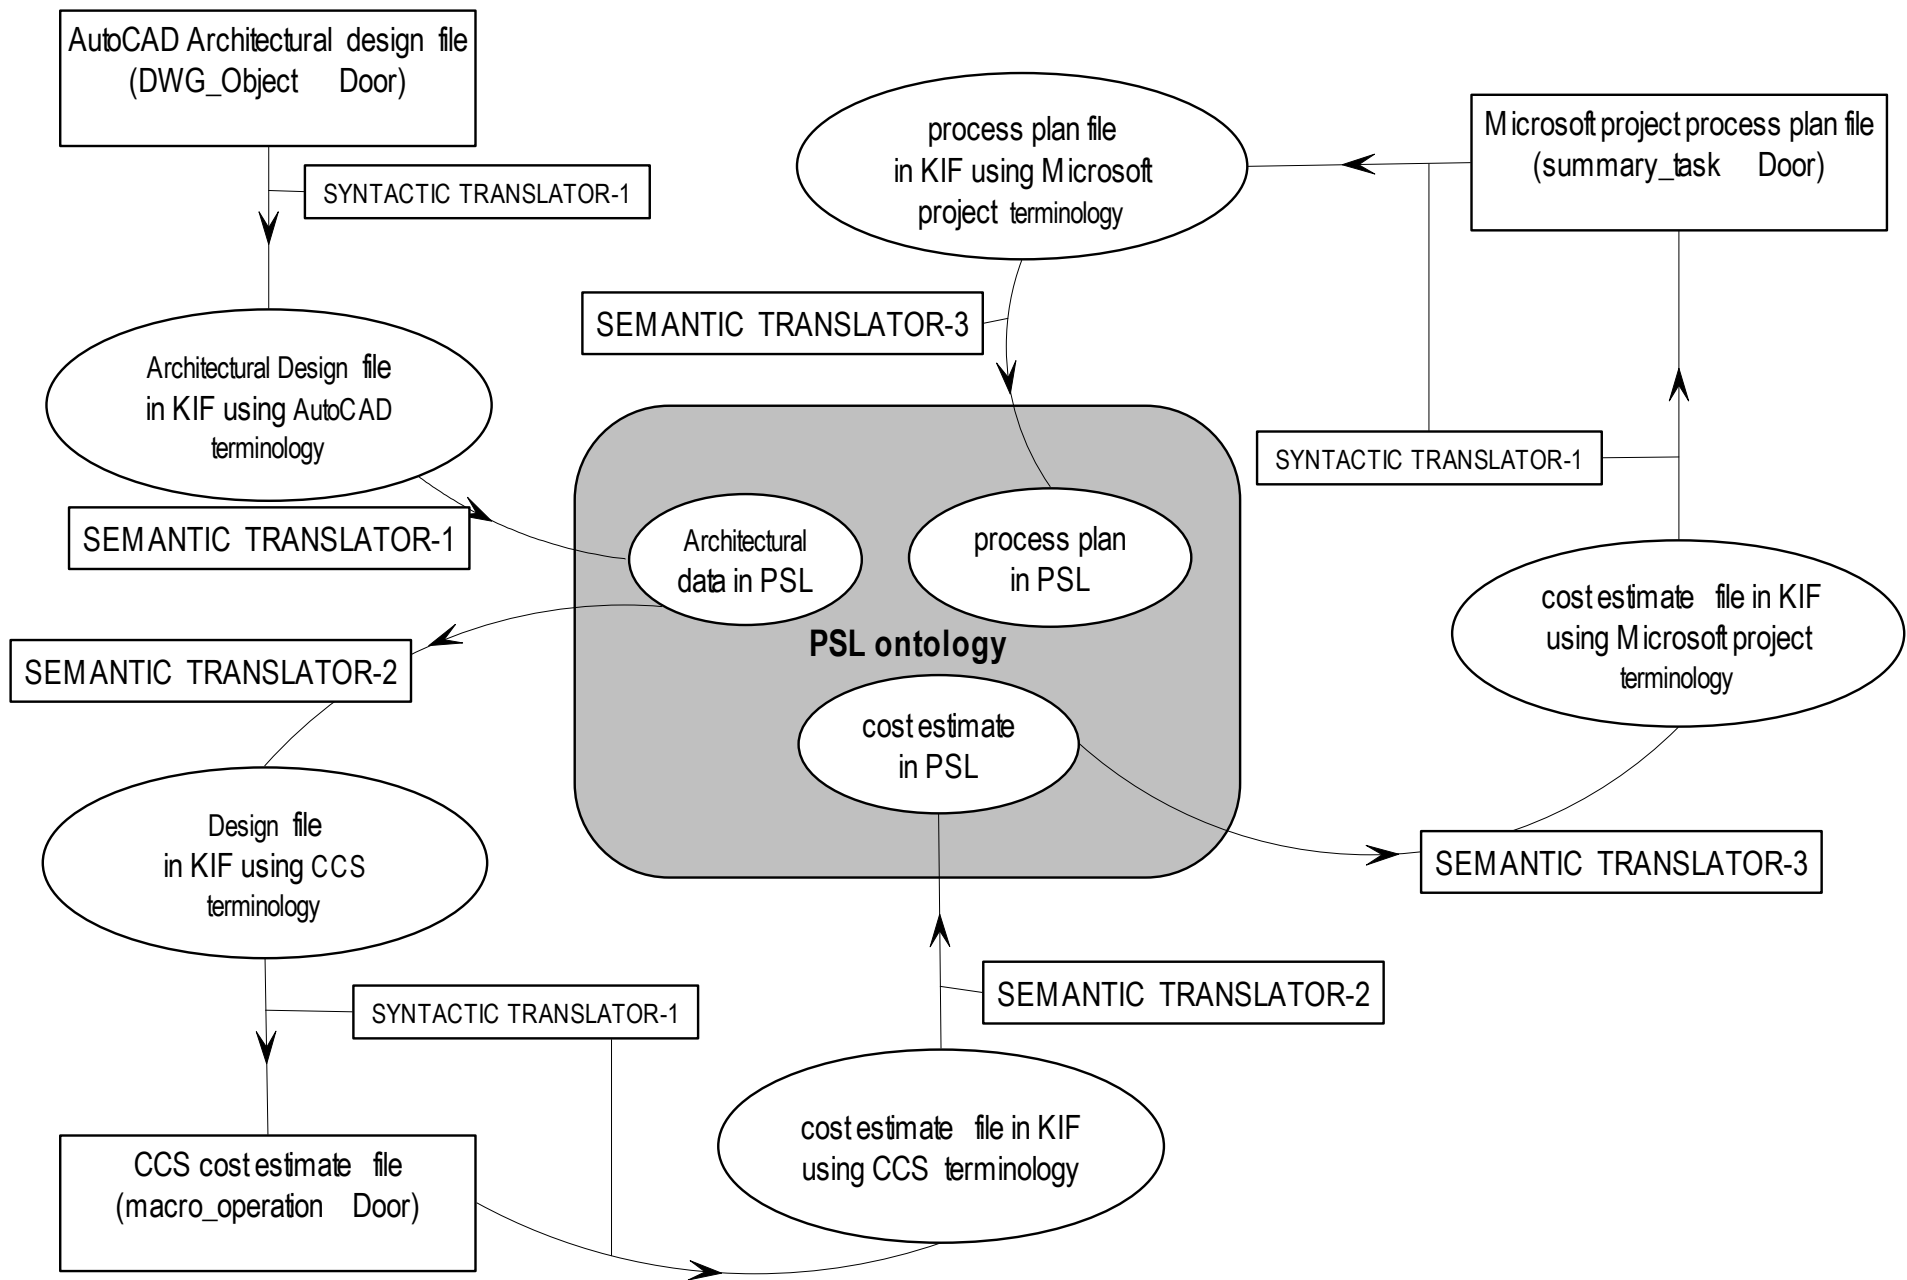 AutoCAD Architectural design file
(DWG_Object Door)
SYNTACTIC TRANSLATOR-1
Architectural Design file
in KIF using AutoCAD
terminology
SEMANTIC TRANSLATOR-1
SEMANTIC TRANSLATOR-2
Design file
in KIF using CCS
terminology
SYNTACTIC TRANSLATOR-1
CCS cost estimate file
(macro_operation Door)
process plan file
in KIF using Microsoft
project terminology
SEMANTIC TRANSLATOR-3
Architectural
data in PSL
process plan
in PSL
PSL ontology
cost estimate
in PSL
SEMANTIC TRANSLATOR-2
cost estimate file in KIF
using CCS terminology
Microsoft project process plan file
(summary_task Door)
SYNTACTIC TRANSLATOR-1
cost estimate file in KIF
using Microsoft project
terminology
SEMANTIC TRANSLATOR-3